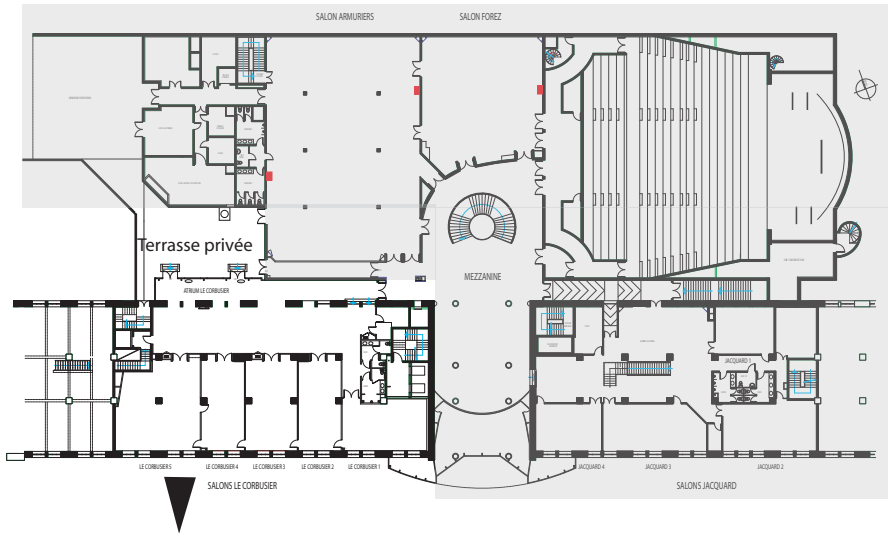 SALON ARMURIERS
SALON FOREZ
Terrasse privée
MEZZANINE
ATRIUM LE CORBUSIER
JACQUARD 1
LE CORBUSIER 5
LE CORBUSIER 4
LE CORBUSIER 3
LE CORBUSIER 2
LE CORBUSIER 1
JACQUARD 4
JACQUARD 3
JACQUARD 2
SALONS LE CORBUSIER
SALONS JACQUARD